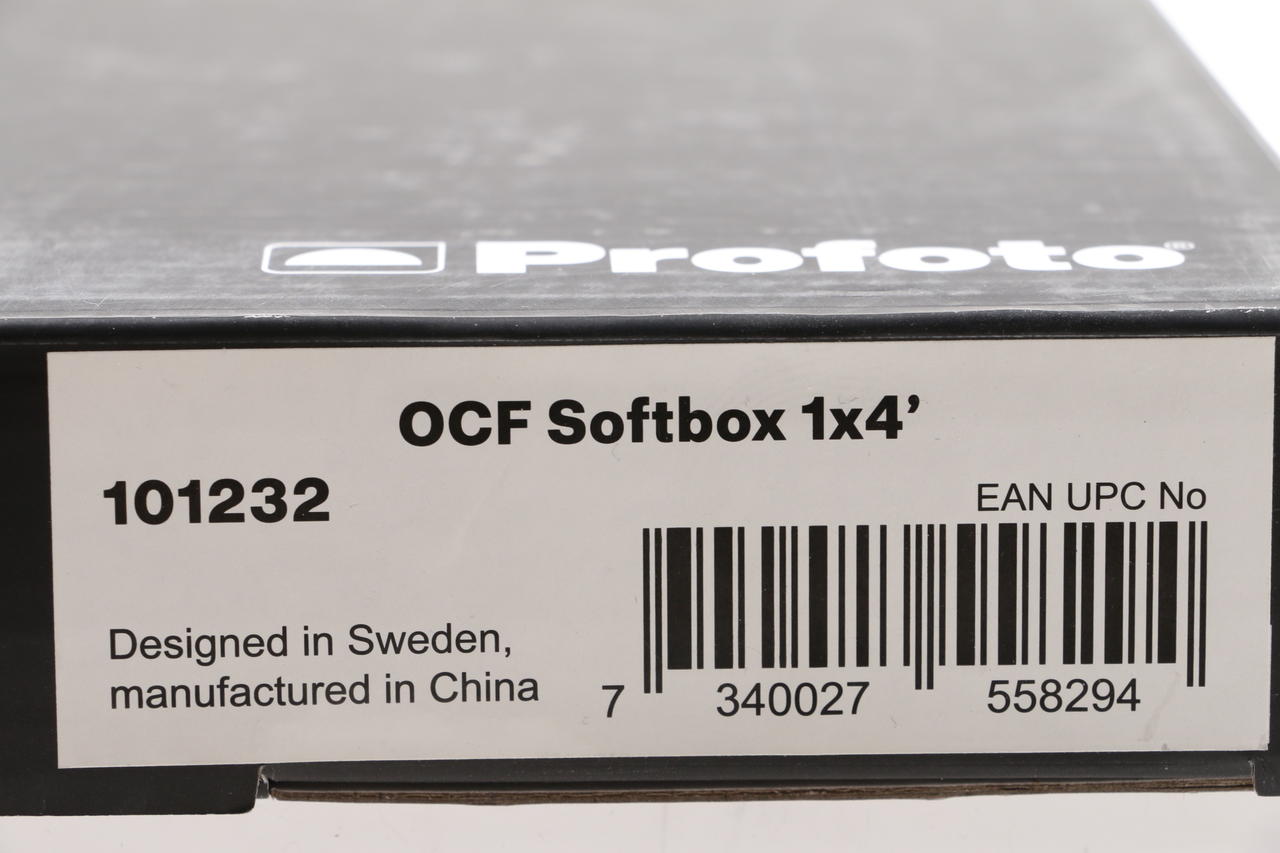 Profoto®
OCF Softbox 1x4’
101232
EAN UPC No
Designed in Sweden,
manufactured in China
7 340027 558294